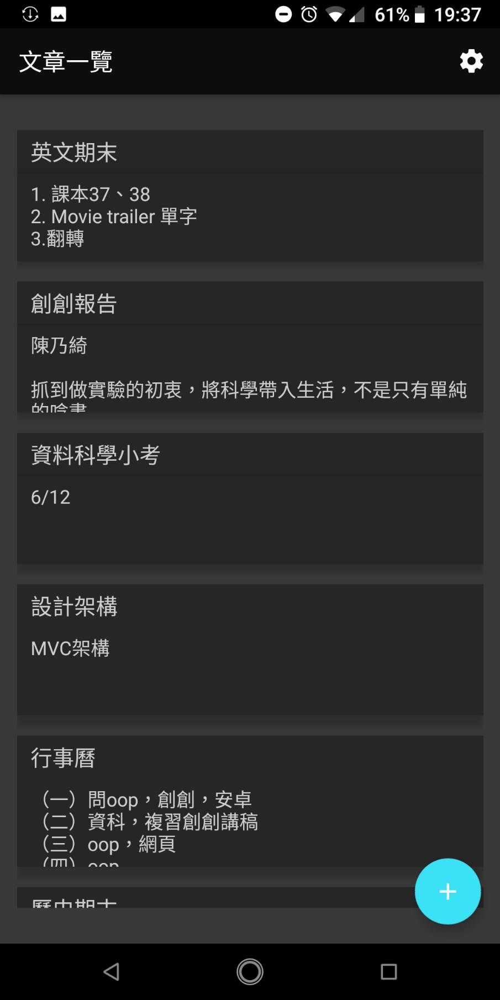 61% 19:37
文章一覽
英文期末
1. 課本37、38
2. Movie trailer 單字
3.翻轉
創創報告
陳乃綺
抓到做實驗的初衷，將科學帶入生活，不是只有單純
資料科學小考
6/12
設計架構
MVC架構
行事曆
（一）問oop，創創，安卓
（二）資科，複習創創講稿
（三）oop，網頁
（四）oop